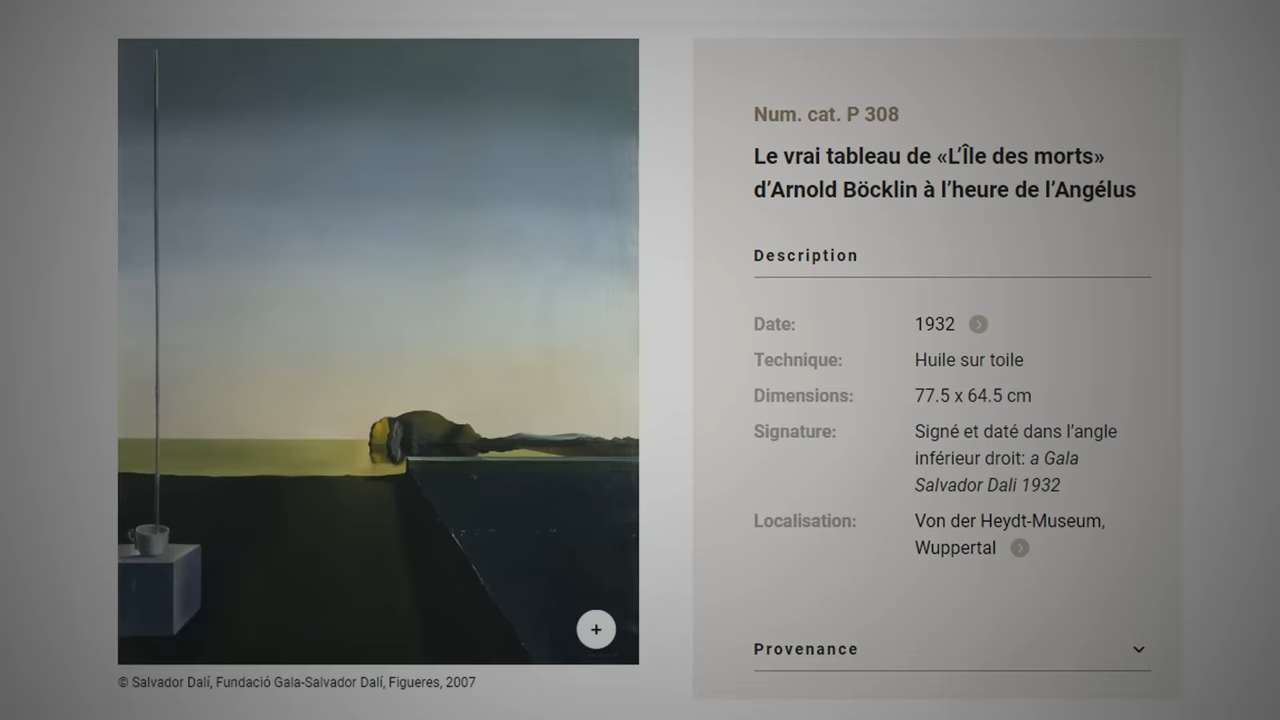 Num. cat. P 308
Le vrai tableau de «L’Île des morts»
d’Arnold Böcklin à l’heure de l’Angélus
Description
Date: 1932
Technique: Huile sur toile
Dimensions: 77.5 x 64.5 cm
Signature: Signé et daté dans l’angle
inférieur droit: a Gala
Salvador Dali 1932
Localisation: Von der Heydt-Museum,
Wuppertal
Provenance
© Salvador Dalí, Fundació Gala-Salvador Dalí, Figueres, 2007